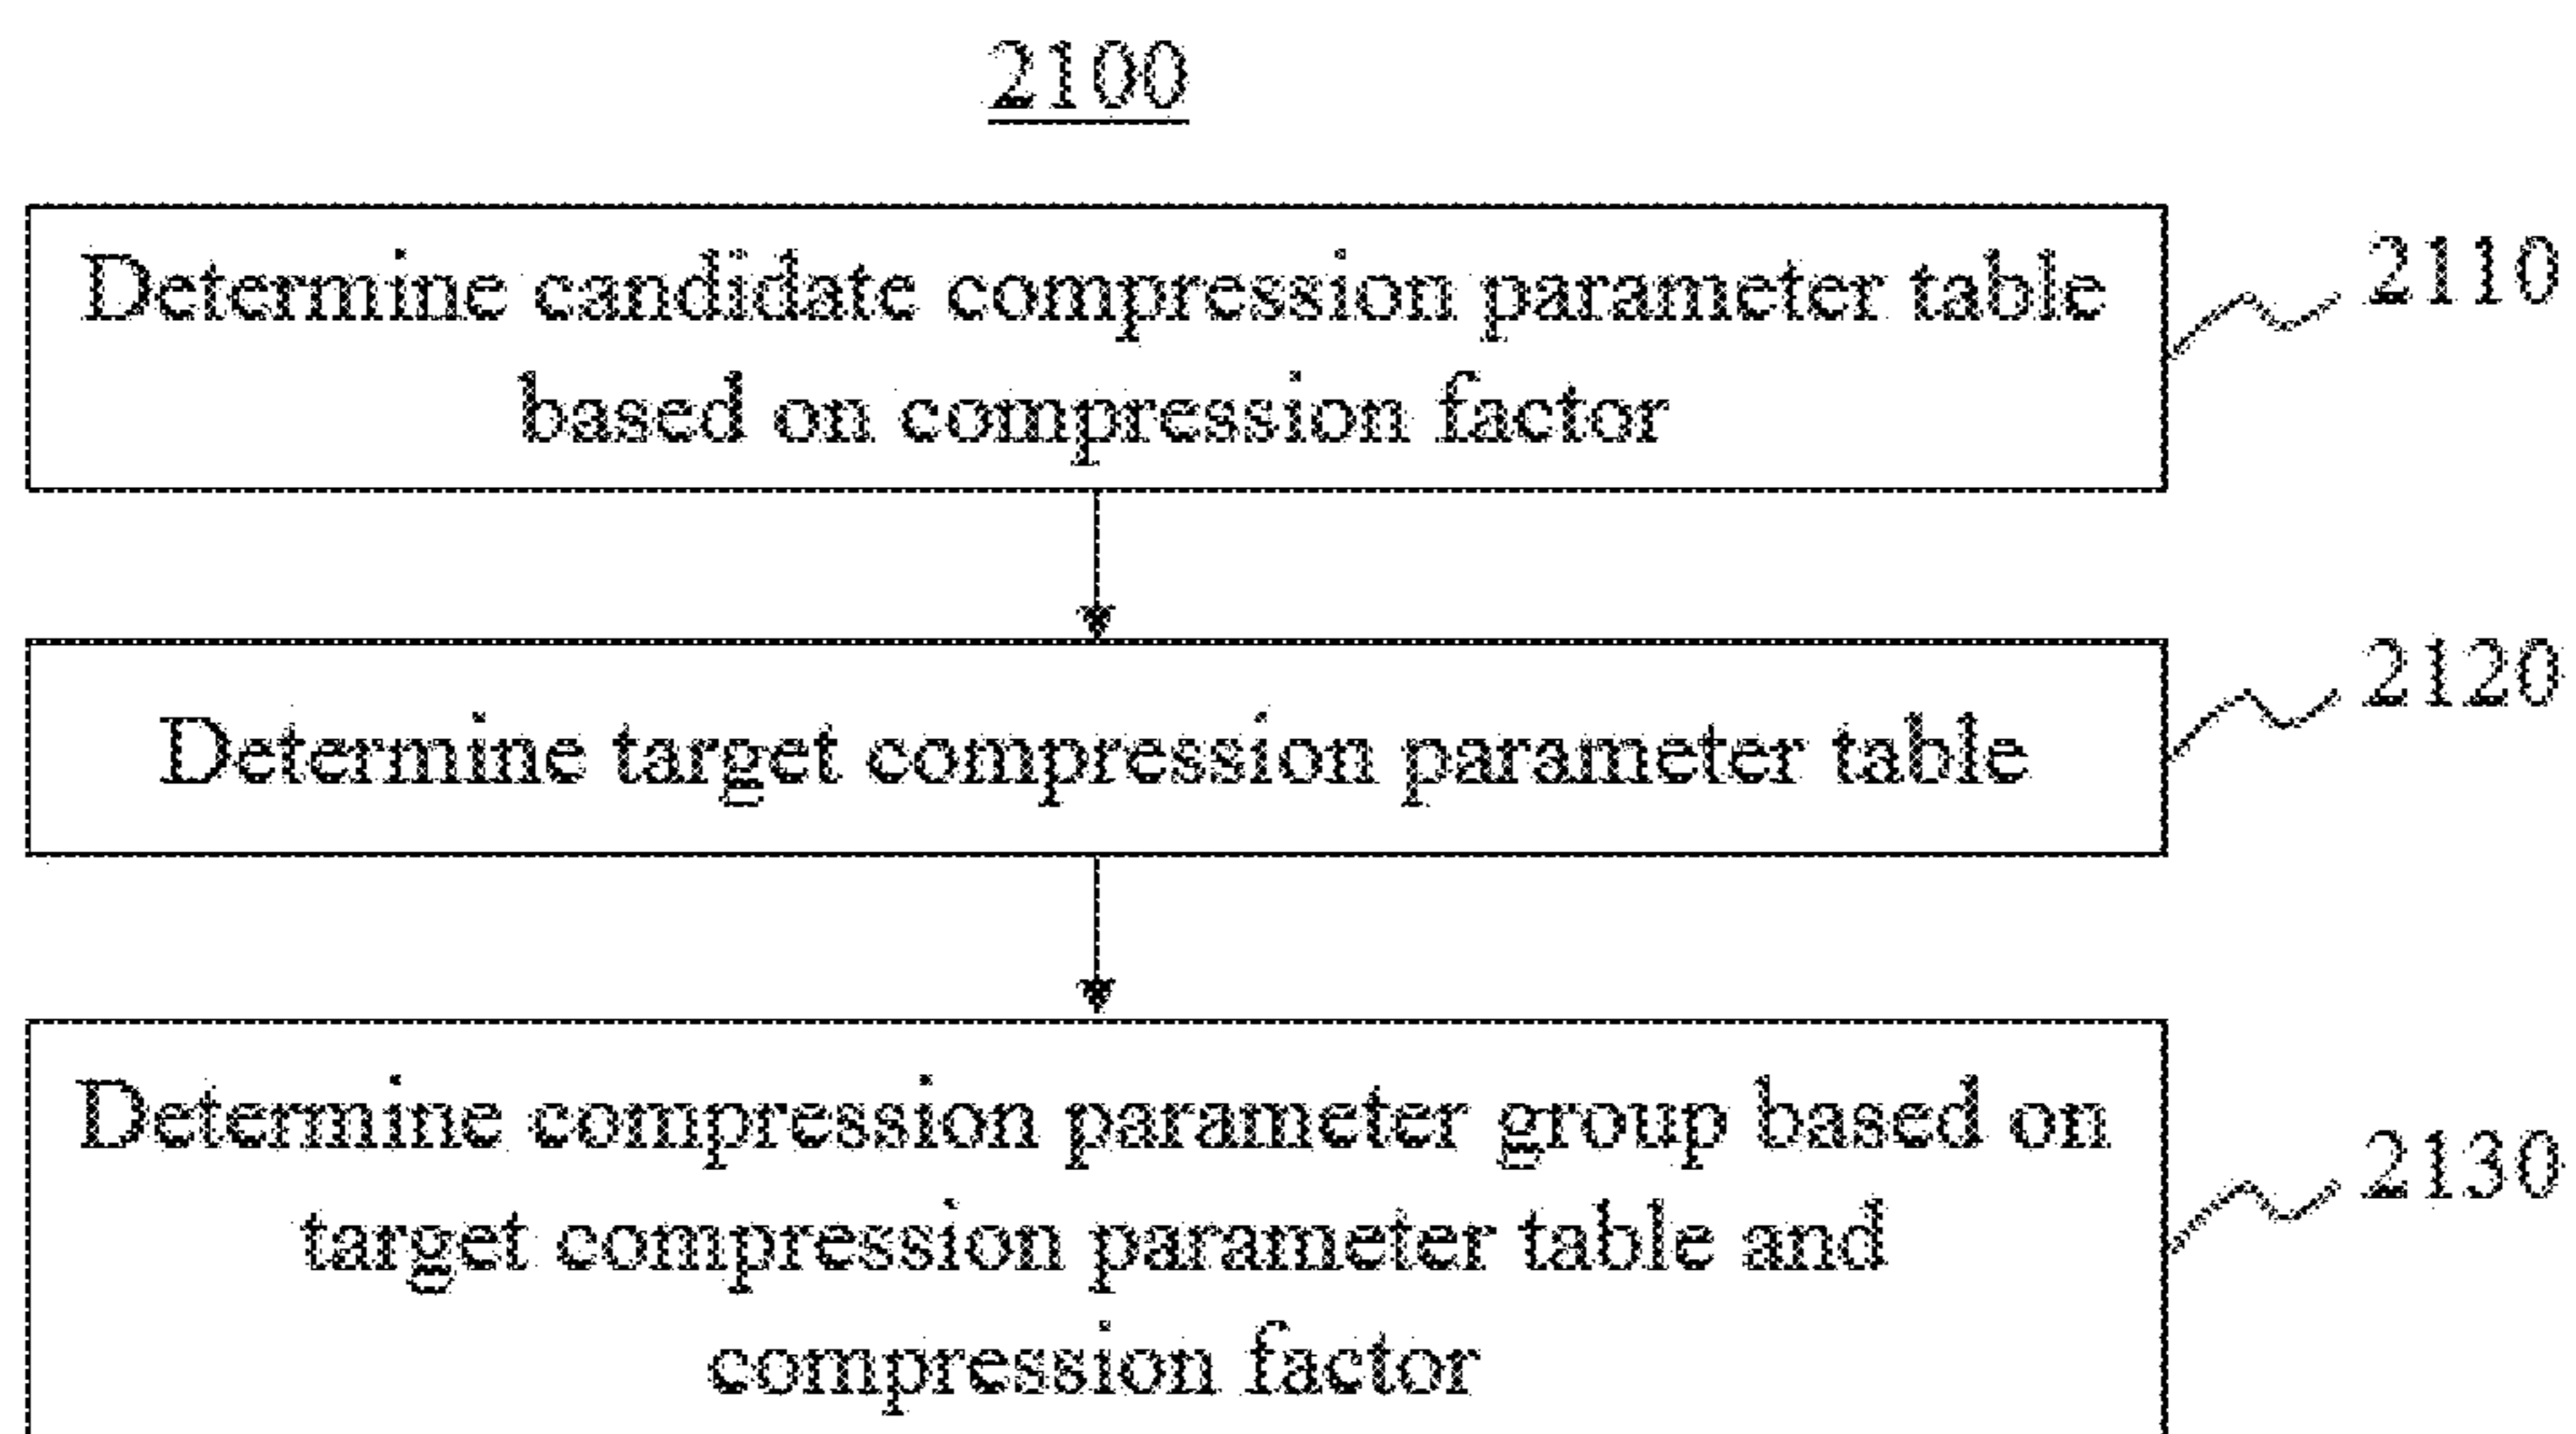 2100
Determine candidate compression parameter table
based on compression factor
2110
Determine target compression parameter table
2120
Determine compression parameter group based on
target compression parameter table and
compression factor
2130